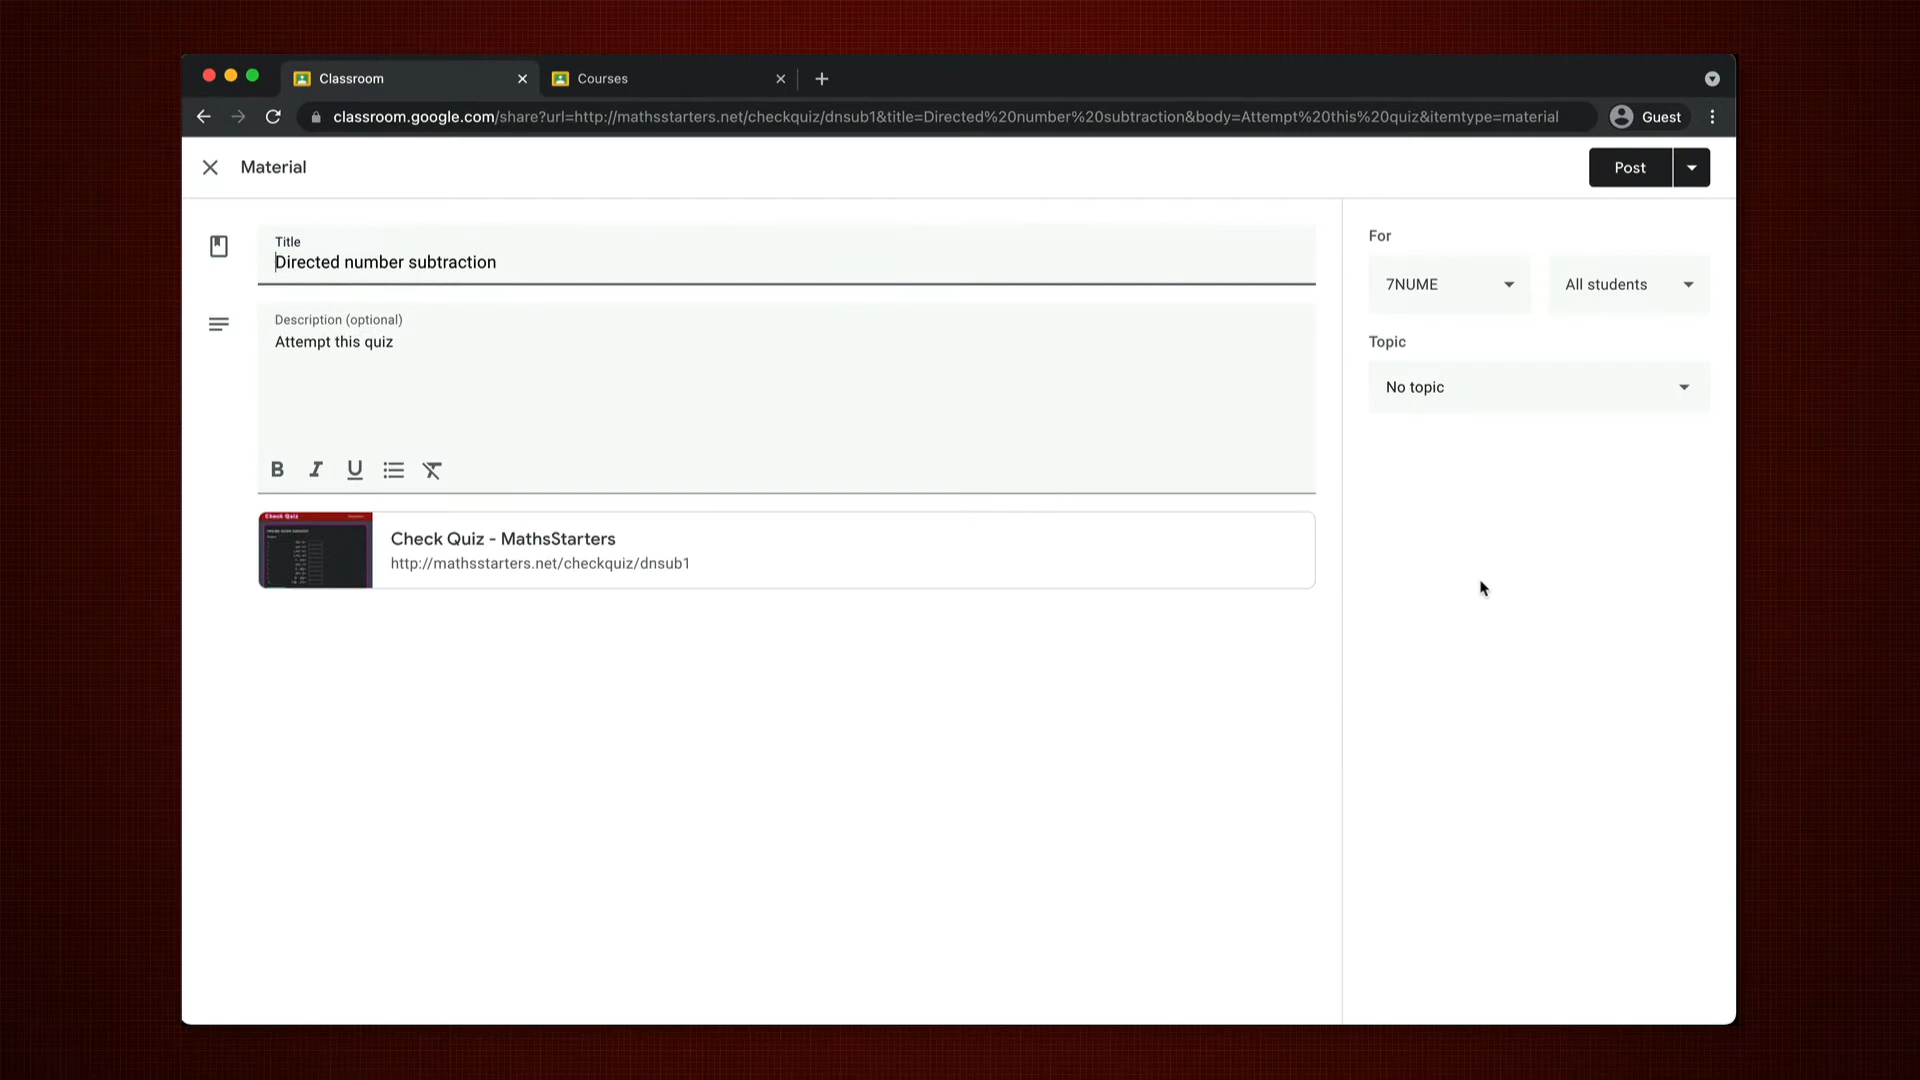 Classroom
Courses
classroom.google.com/share?url=http://mathsstarters.net/checkquiz/dnsub1&title=Directed%20number%20subtraction&body=Attempt%20this%20quiz&itemtype=material
Guest
Material
Post
Title
Directed number subtraction
For
7NUME
All students
Description (optional)
Attempt this quiz
Topic
No topic
B I U
Check Quiz
Check Quiz - MathsStarters
http://mathsstarters.net/checkquiz/dnsub1